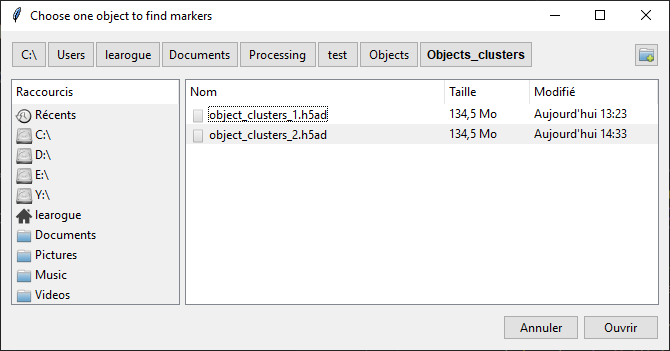 Choose one object to find markers
C:\ Users learogue Documents Processing test Objects Objects_clusters
Raccourcis Nom Taille Modifié
Récents object_clusters_1.h5ad 134,5 Mo Aujourd'hui 13:23
C:\ object_clusters_2.h5ad 134,5 Mo Aujourd'hui 14:33
D:\
E:\
Y:\
learogue
Documents
Pictures
Music
Videos
Annuler Ouvrir